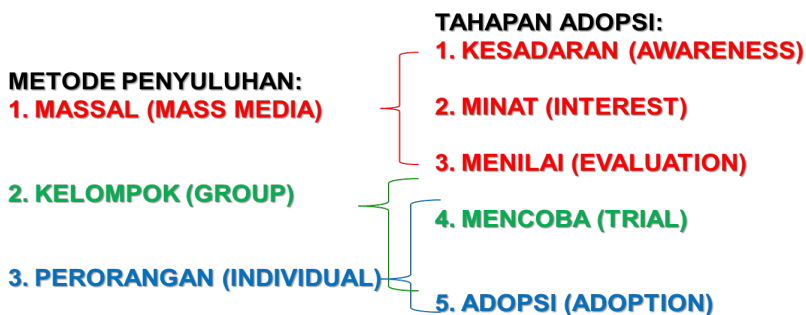 METODE PENYULUHAN:
1. MASSAL (MASS MEDIA)
2. KELOMPOK (GROUP)
3. PERORANGAN (INDIVIDUAL)
TAHAPAN ADOPSI:
1. KESADARAN (AWARENESS)
2. MINAT (INTEREST)
3. MENILAI (EVALUATION)
4. MENCOBA (TRIAL)
5. ADOPSI (ADOPTION)